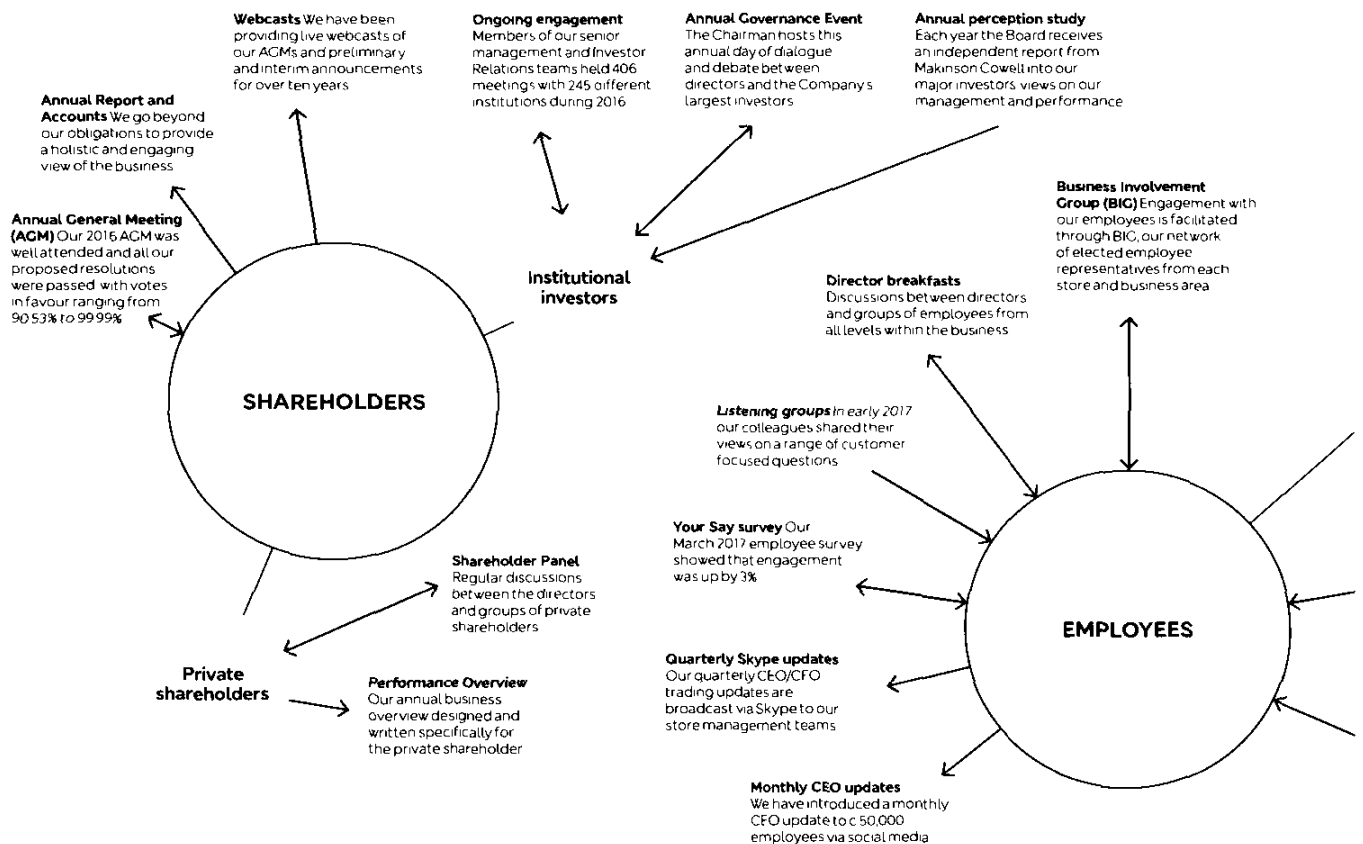 Webcasts We have been
providing live webcasts
of our AGMs and preliminary
and interim announcements
for over ten years
Ongoing engagement
Members of our senior
management and Investor
Relations teams held 406
meetings with 245 different
institutions during 2016
Annual Governance Event
The Chairman hosts this
annual day of dialogue
and debate between
directors and the Company's
largest investors
Annual perception study
Each year the Board receives
an independent report from
Makinson Cowell into our
major investors views on our
management and performance
Annual Report and
Accounts We go beyond
our obligations to provide
a holistic and engaging
view of the business
Annual General Meeting
(AGM) Our 2016 AGM was
well attended and all our
proposed resolutions
were passed with votes
in favour ranging from
90 53% to 99 99%
Institutional
investors
SHAREHOLDERS
Business Involvement
Group (BIG) Engagement with
our employees is facilitated
through BIG, our network
of elected employee
representatives from each
store and business area
Director breakfasts
Discussions between directors
and groups of employees from
all levels within the business
Listening groups In early 2017
our colleagues shared their
views on a range of customer
focused questions
Your Say survey Our
March 2017 employee survey
showed that engagement
was up by 3%
EMPLOYEES
Shareholder Panel
Regular discussions
between the directors
and groups of private
shareholders
Private
shareholders
Performance Overview
Our annual business
overview designed and
written specifically for
the private shareholder
Quarterly Skype updates
Our quarterly CEO/CFO
trading updates are
broadcast via Skype to our
store management teams
Monthly CEO updates
We have introduced a monthly
CEO update to c 50,000
employees via social media